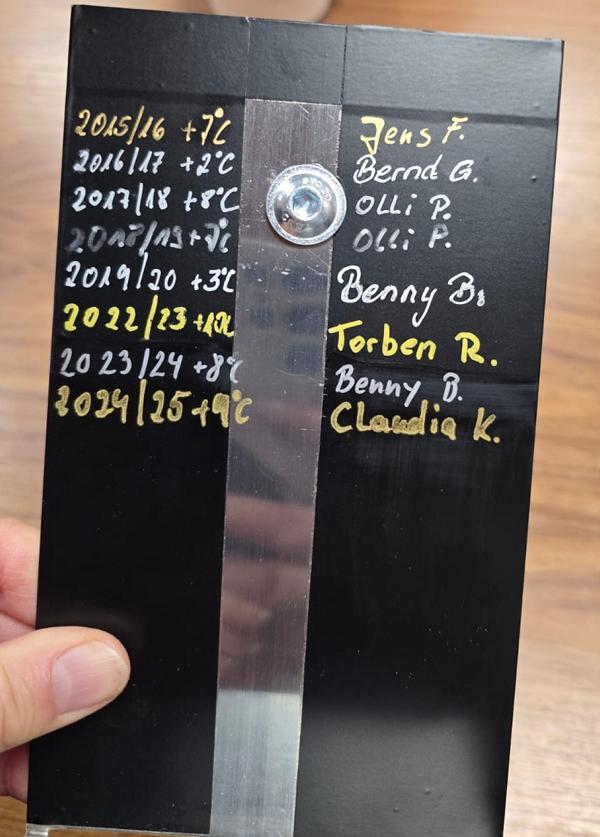 2015/16 +7°C Jens F.
2016/17 +2°C Bernd G.
2017/18 +8°C OLLi P.
2018/19 +7°C OLLi P.
2019/20 +3°C Benny B.
2022/23 Torben R.
2023/24 +8°C Benny B.
2024/25 +9°C Claudia K.